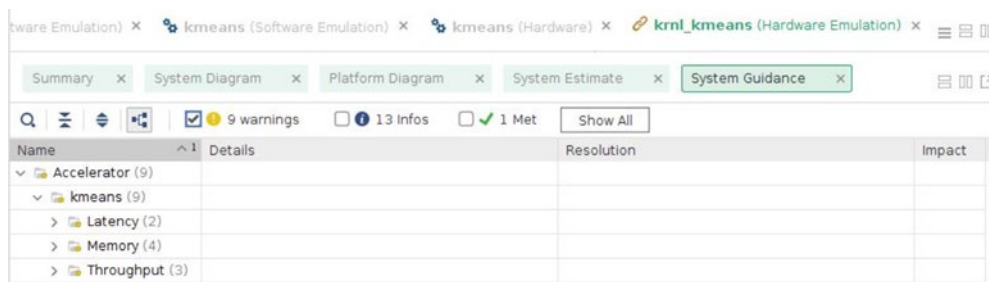 tware Emulation) × kmeans (Software Emulation) × kmeans (Hardware) × krnl_kmeans (Hardware Emulation) ×
Summary × System Diagram × Platform Diagram × System Estimate × System Guidance ×
9 warnings 13 Infos 1 Met Show All
Name 1 Details Resolution Impact
Accelerator (9)
kmeans (9)
Latency (2)
Memory (4)
Throughput (3)